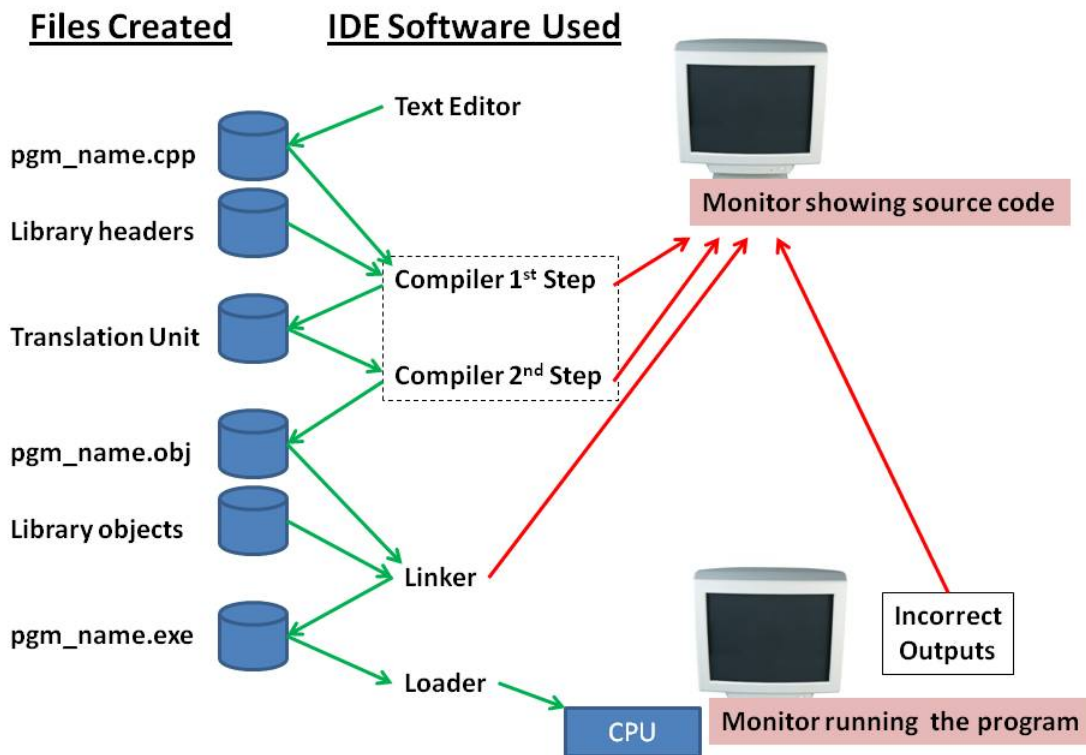 Files Created
IDE Software Used
Text Editor
pgm_name.cpp
Monitor showing source code
Library headers
Compiler 1st Step
Translation Unit
Compiler 2nd Step
pgm_name.obj
Library objects
Linker
Incorrect
Outputs
pgm_name.exe
Loader
CPU
Monitor running the program